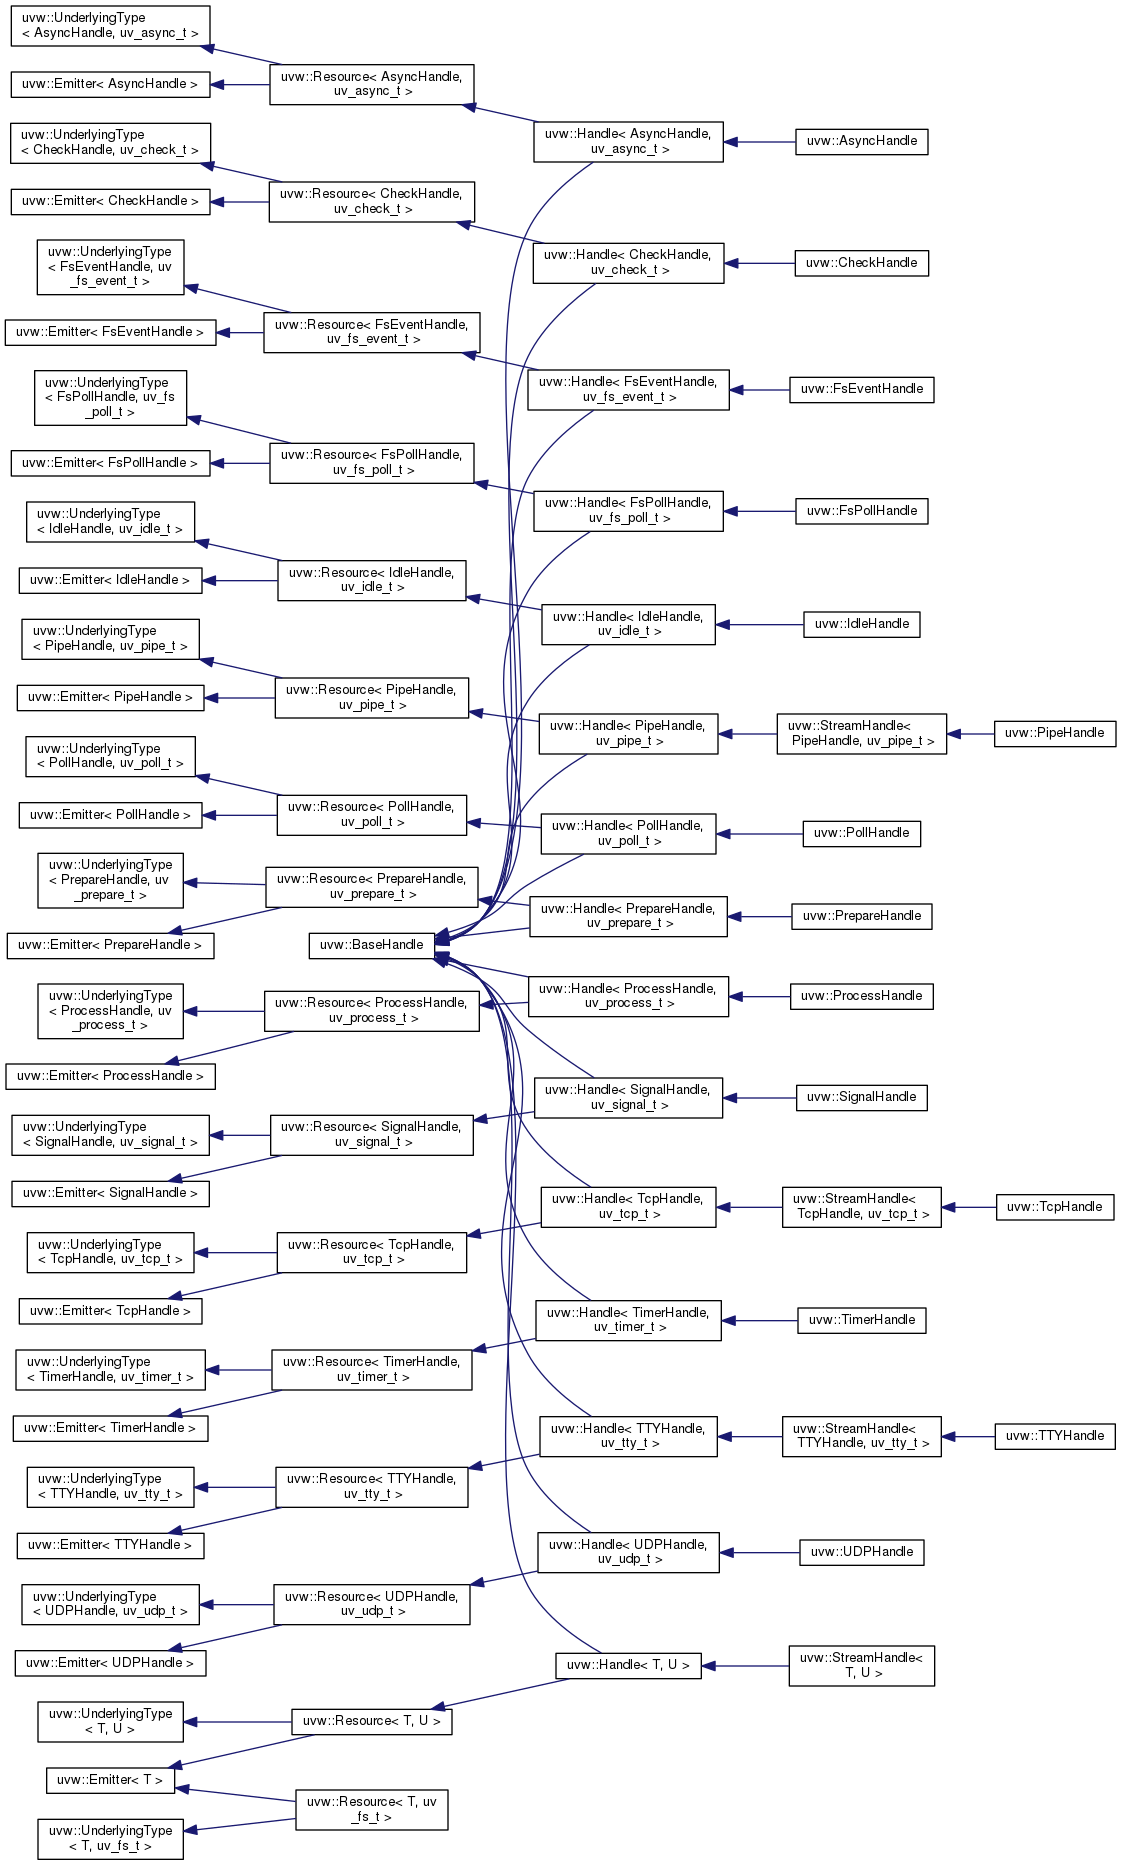 uvw::UnderlyingType
< AsyncHandle, uv_async_t >
uvw::Emitter< AsyncHandle >
uvw::Resource< AsyncHandle,
uv_async_t >
uvw::Handle< AsyncHandle,
uv_async_t >
uvw::AsyncHandle
uvw::UnderlyingType
< CheckHandle, uv_check_t >
uvw::Emitter< CheckHandle >
uvw::Resource< CheckHandle,
uv_check_t >
uvw::Handle< CheckHandle,
uv_check_t >
uvw::CheckHandle
uvw::UnderlyingType
< FsEventHandle, uv
_fs_event_t >
uvw::Emitter< FsEventHandle >
uvw::Resource< FsEventHandle,
uv_fs_event_t >
uvw::Handle< FsEventHandle,
uv_fs_event_t >
uvw::FsEventHandle
uvw::UnderlyingType
< FsPollHandle, uv_fs
_poll_t >
uvw::Emitter< FsPollHandle >
uvw::Resource< FsPollHandle,
uv_fs_poll_t >
uvw::Handle< FsPollHandle,
uv_fs_poll_t >
uvw::FsPollHandle
uvw::UnderlyingType
< IdleHandle, uv_idle_t >
uvw::Emitter< IdleHandle >
uvw::Resource< IdleHandle,
uv_idle_t >
uvw::Handle< IdleHandle,
uv_idle_t >
uvw::IdleHandle
uvw::UnderlyingType
< PipeHandle, uv_pipe_t >
uvw::Emitter< PipeHandle >
uvw::Resource< PipeHandle,
uv_pipe_t >
uvw::Handle< PipeHandle,
uv_pipe_t >
uvw::StreamHandle<
PipeHandle, uv_pipe_t >
uvw::PipeHandle
uvw::UnderlyingType
< PollHandle, uv_poll_t >
uvw::Emitter< PollHandle >
uvw::Resource< PollHandle,
uv_poll_t >
uvw::Handle< PollHandle,
uv_poll_t >
uvw::PollHandle
uvw::UnderlyingType
< PrepareHandle, uv
_prepare_t >
uvw::Emitter< PrepareHandle >
uvw::Resource< PrepareHandle,
uv_prepare_t >
uvw::BaseHandle
uvw::Handle< PrepareHandle,
uv_prepare_t >
uvw::PrepareHandle
uvw::UnderlyingType
< ProcessHandle, uv
_process_t >
uvw::Emitter< ProcessHandle >
uvw::Resource< ProcessHandle,
uv_process_t >
uvw::Handle< ProcessHandle,
uv_process_t >
uvw::ProcessHandle
uvw::UnderlyingType
< SignalHandle, uv_signal_t >
uvw::Emitter< SignalHandle >
uvw::Resource< SignalHandle,
uv_signal_t >
uvw::Handle< SignalHandle,
uv_signal_t >
uvw::SignalHandle
uvw::UnderlyingType
< TcpHandle, uv_tcp_t >
uvw::Emitter< TcpHandle >
uvw::Resource< TcpHandle,
uv_tcp_t >
uvw::Handle< TcpHandle,
uv_tcp_t >
uvw::StreamHandle<
TcpHandle, uv_tcp_t >
uvw::TcpHandle
uvw::UnderlyingType
< TimerHandle, uv_timer_t >
uvw::Emitter< TimerHandle >
uvw::Resource< TimerHandle,
uv_timer_t >
uvw::Handle< TimerHandle,
uv_timer_t >
uvw::TimerHandle
uvw::UnderlyingType
< TTYHandle, uv_tty_t >
uvw::Emitter< TTYHandle >
uvw::Resource< TTYHandle,
uv_tty_t >
uvw::Handle< TTYHandle,
uv_tty_t >
uvw::StreamHandle<
TTYHandle, uv_tty_t >
uvw::TTYHandle
uvw::UnderlyingType
< UDPHandle, uv_udp_t >
uvw::Emitter< UDPHandle >
uvw::Resource< UDPHandle,
uv_udp_t >
uvw::Handle< UDPHandle,
uv_udp_t >
uvw::UDPHandle
uvw::UnderlyingType
< T, U >
uvw::Emitter< T >
uvw::Resource< T, U >
uvw::Handle< T, U >
uvw::StreamHandle<
T, U >
uvw::UnderlyingType
< T, uv_fs_t >
uvw::Resource< T, uv
_fs_t >